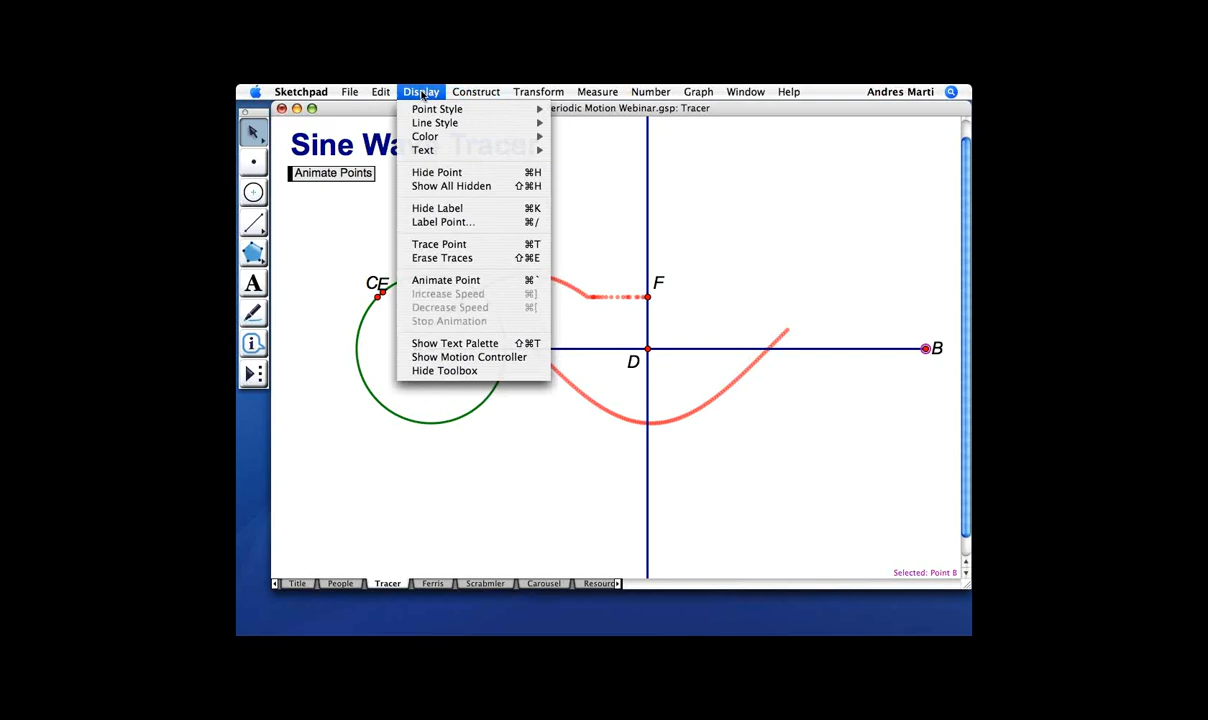 Sketchpad File Edit Display Construct Transform Measure Number Graph Window Help Andres Marti
eriodic Motion Webinar.gsp: Tracer
Sine Wave Tracer
Animate Points
Point Style
Line Style
Color
Text
Hide Point ⌘H
Show All Hidden ⇧⌘H
Hide Label ⌘K
Label Point... ⌘/
Trace Point ⌘T
Erase Traces ⇧⌘E
Animate Point ⌘`
Increase Speed ⌘]
Decrease Speed ⌘[
Stop Animation
Show Text Palette ⇧⌘T
Show Motion Controller
Hide Toolbox
A
C E
F
D
B
Selected: Point B
Title People Tracer Ferris Scrabmler Carousel Resourc